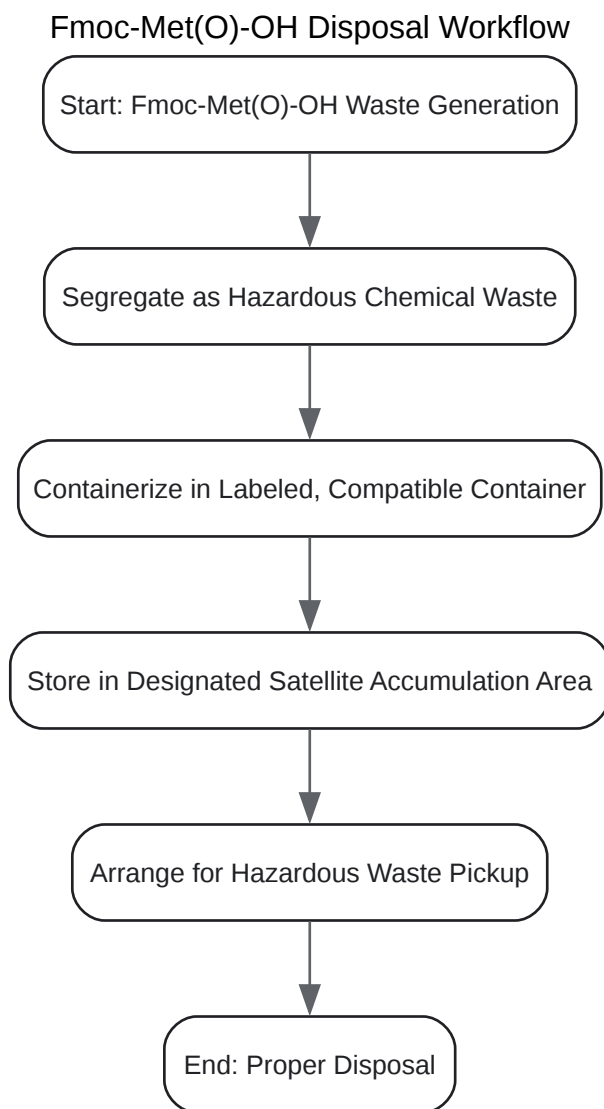 Fmoc-Met(O)-OH Disposal Workflow
Start: Fmoc-Met(O)-OH Waste Generation
Segregate as Hazardous Chemical Waste
Containerize in Labeled, Compatible Container
Store in Designated Satellite Accumulation Area
Arrange for Hazardous Waste Pickup
End: Proper Disposal